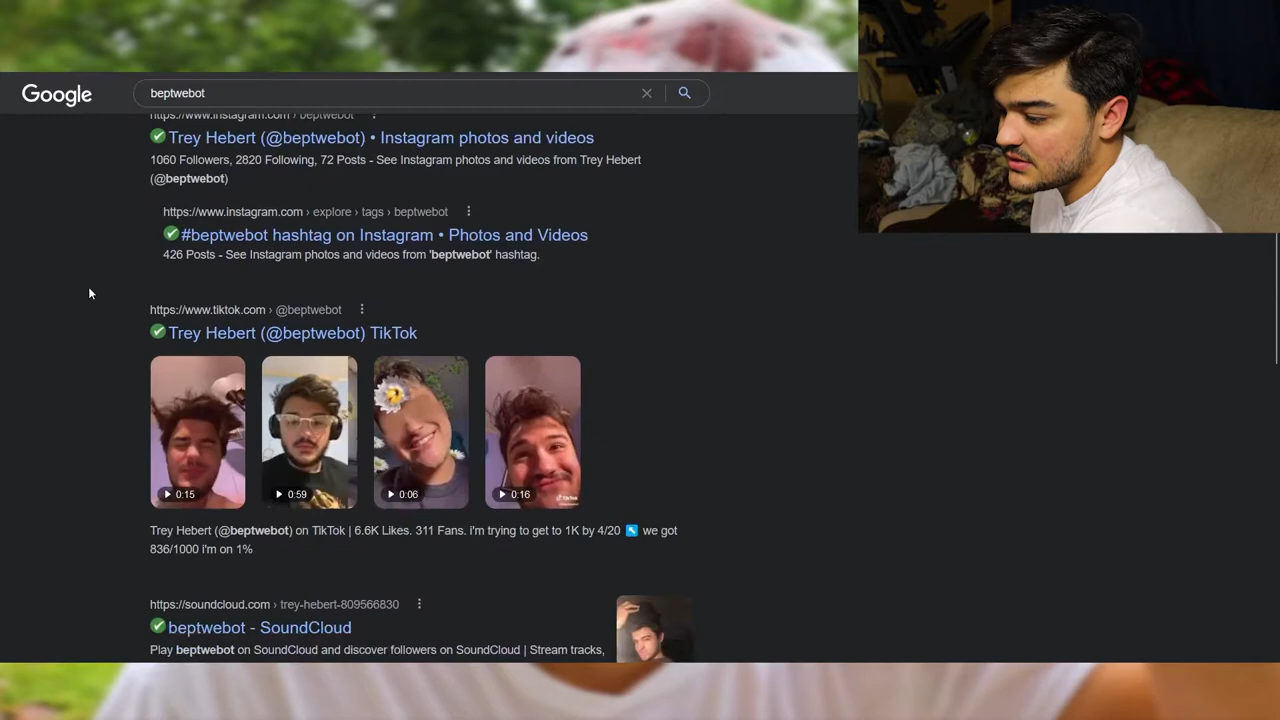 Google
beptwebot
https://www.instagram.com › beptwebot
Trey Hebert (@beptwebot) • Instagram photos and videos
1060 Followers, 2820 Following, 72 Posts - See Instagram photos and videos from Trey Hebert
(@beptwebot)
https://www.instagram.com › explore › tags › beptwebot
#beptwebot hashtag on Instagram • Photos and Videos
426 Posts - See Instagram photos and videos from 'beptwebot' hashtag.
https://www.tiktok.com › @beptwebot
Trey Hebert (@beptwebot) TikTok
0:15 0:59 0:06 0:16
TikTok
Trey Hebert (@beptwebot) on TikTok | 6.6K Likes. 311 Fans. i'm trying to get to 1K by 4/20 ↖ we got
836/1000 i'm on 1%
https://soundcloud.com › trey-hebert-809566830
beptwebot - SoundCloud
Play beptwebot on SoundCloud and discover followers on SoundCloud | Stream tracks,